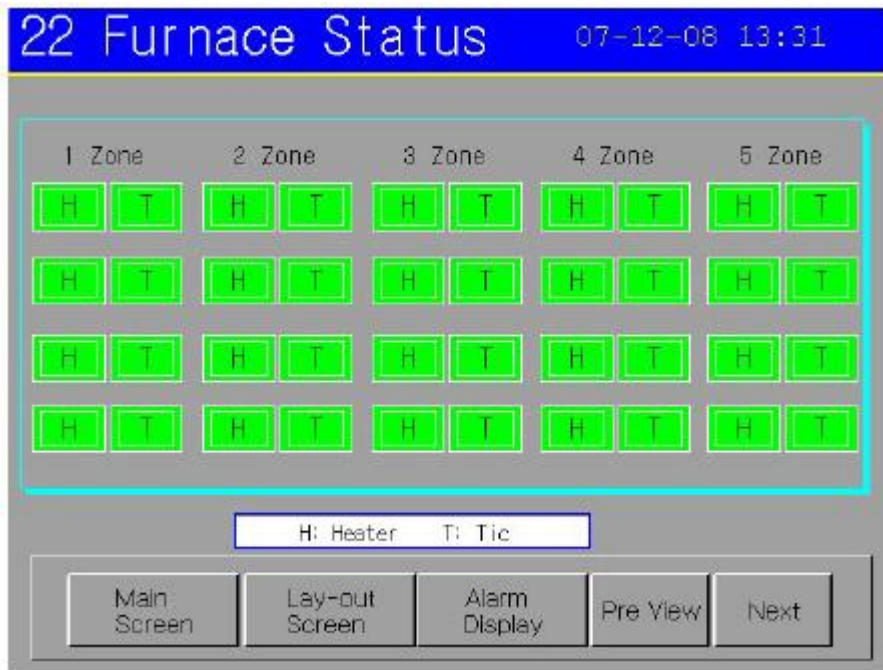 22 Furnace Status 07-12-08 13:31
1 Zone 2 Zone 3 Zone 4 Zone 5 Zone
H T H T H T H T H T
H T H T H T H T H T
H T H T H T H T H T
H T H T H T H T H T
H: Heater T: Tic
Main Screen
Lay-out Screen
Alarm Display
Pre View
Next